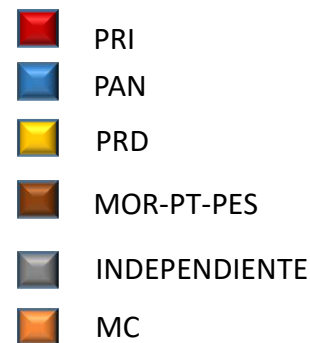 PRI
PAN
PRD
MOR-PT-PES
INDEPENDIENTE
MC